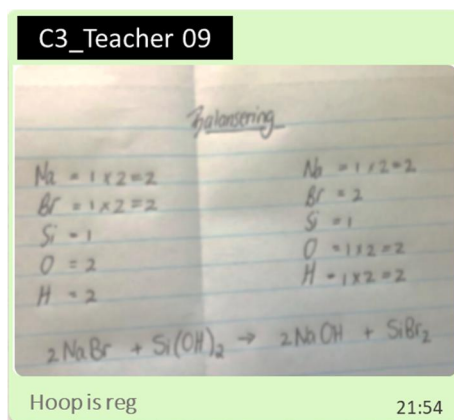 C3_Teacher 09
Balansering
Na = 1 x 2 = 2
Br = 1 x 2 = 2
Si = 1
O = 2
H = 2
Na = 1 x 2 = 2
Br = 2
Si = 1
O = 1 x 2 = 2
H = 1 x 2 = 2
2 NaBr + Si(OH)₂ → 2 NaOH + SiBr₂
Hoop is reg
21:54